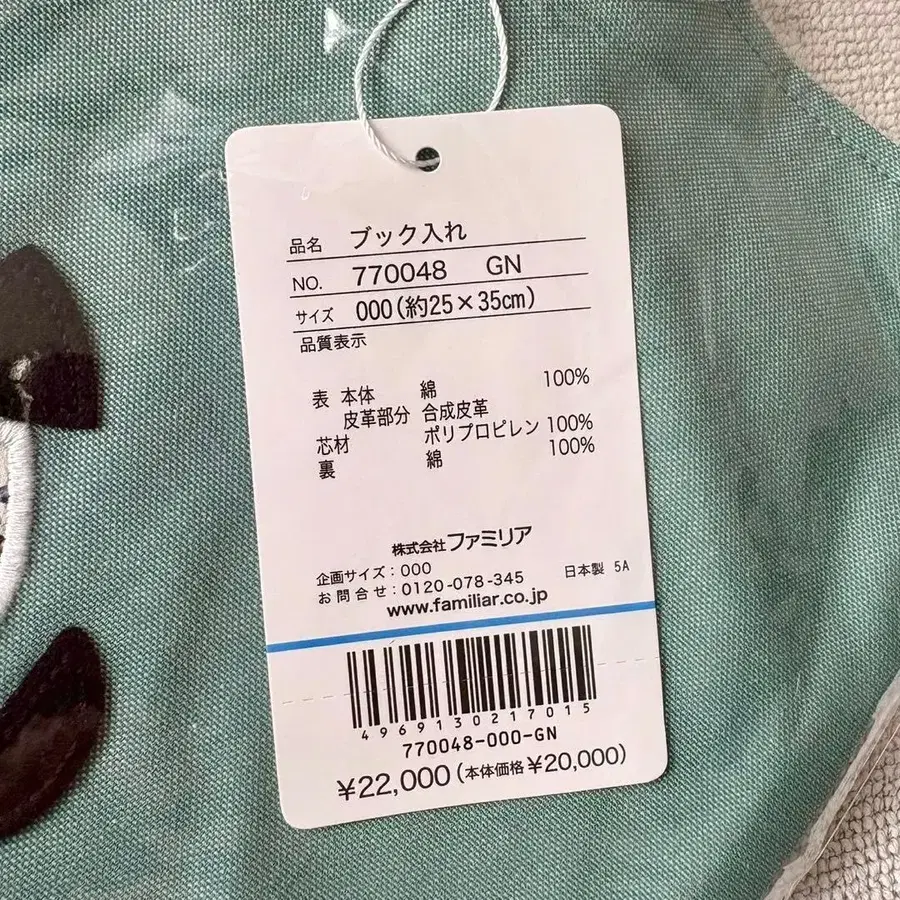 品名 ブック入れ
NO. 770048 GN
サイズ 000(約25×35cm)
品質表示
表 本体 綿 100%
皮革部分 合成皮革
芯材 ポリプロピレン 100%
裏 綿 100%
株式会社ファミリア
企画サイズ:000
お問合せ:0120-078-345 日本製 5A
www.familiar.co.jp
4969130217015
770048-000-GN
¥22,000(本体価格¥20,000)